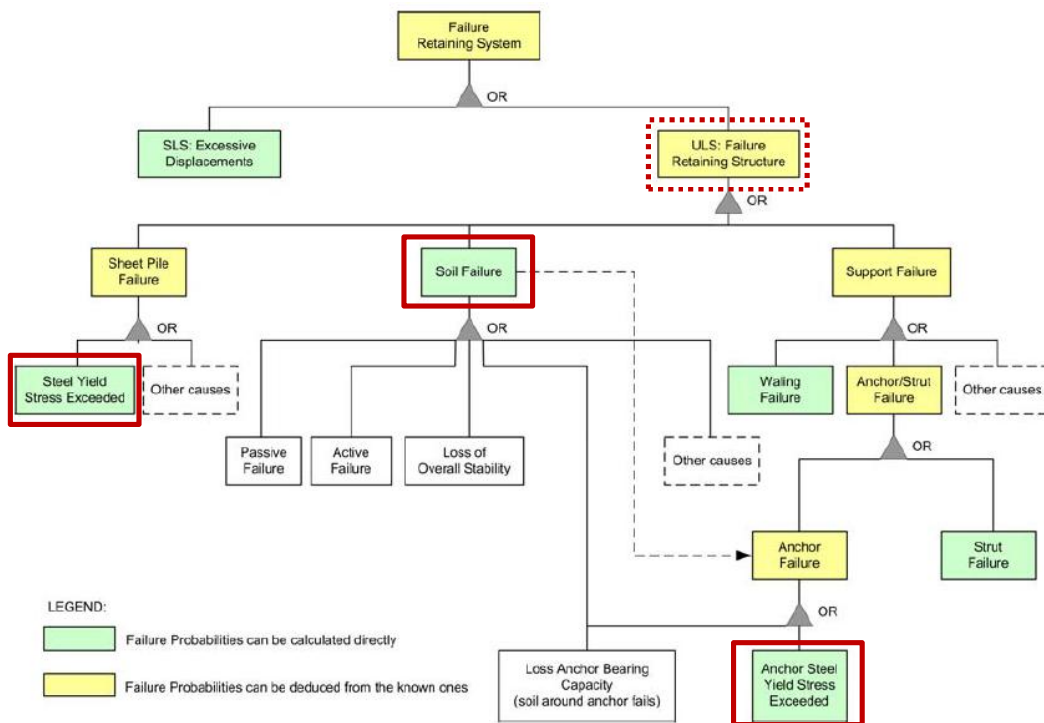 Failure
Retaining System
OR
SLS: Excessive
Displacements
ULS: Failure
Retaining Structure
OR
Sheet Pile
Failure
Soil Failure
Support Failure
OR
OR
OR
Steel Yield
Stress Exceeded
Other causes
Waling
Failure
Anchor/Strut
Failure
Other causes
Passive
Failure
Active
Failure
Loss of
Overall Stability
Other causes
OR
Anchor
Failure
Strut
Failure
LEGEND:
OR
Failure Probabilities can be calculated directly
Failure Probabilities can be deduced from the known ones
Loss Anchor Bearing
Capacity
(soil around anchor fails)
Anchor Steel
Yield Stress
Exceeded